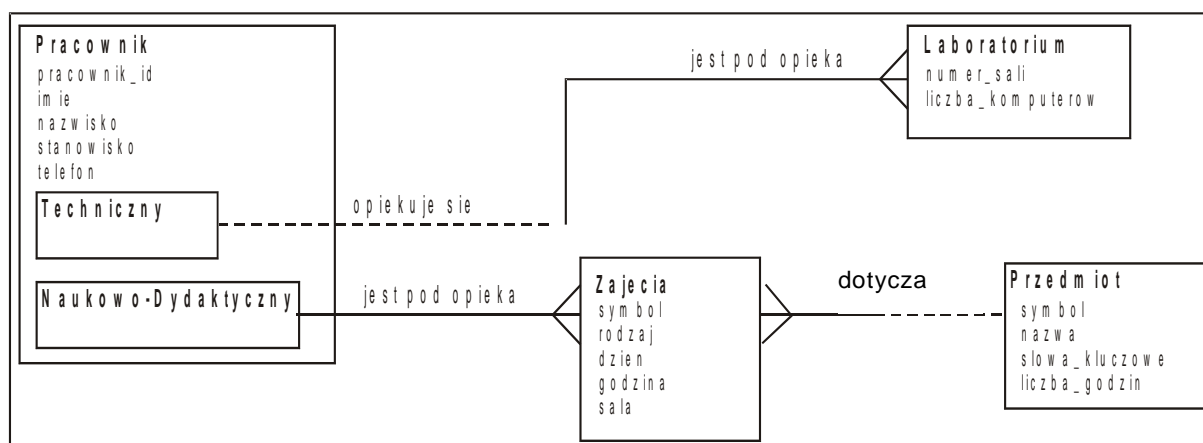 Pracownik
pracownik_id
imie
nazwisko
stanowisko
telefon
Techniczny
Naukowo-Dydaktyczny
opiekuje sie
jest pod opieka
Laboratorium
numer_sali
liczba_komputerow
jest pod opieka
Zajecia
symbol
rodzaj
dzien
godzina
sala
dotycza
Przedmiot
symbol
nazwa
slowa_kluczowe
liczba_godzin